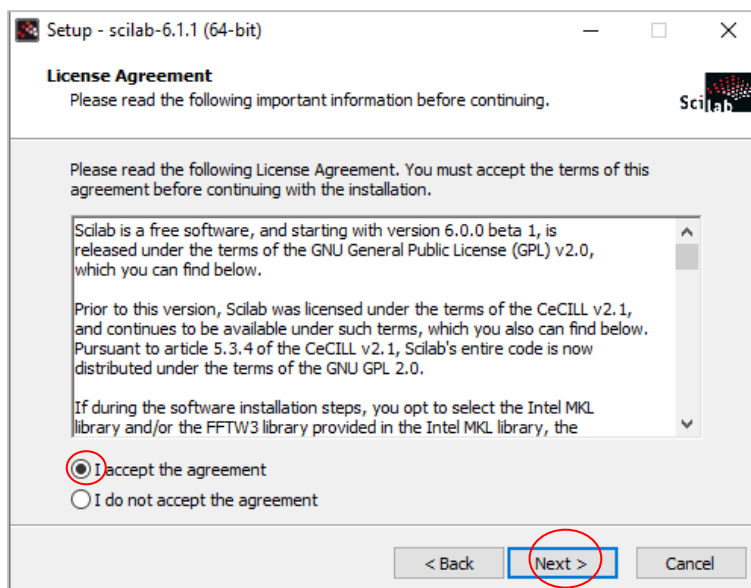 Setup - scilab-6.1.1 (64-bit)
License Agreement
Please read the following important information before continuing.
Scilab
Please read the following License Agreement. You must accept the terms of this
agreement before continuing with the installation.
Scilab is a free software, and starting with version 6.0.0 beta 1, is
released under the terms of the GNU General Public License (GPL) v2.0,
which you can find below.
Prior to this version, Scilab was licensed under the terms of the CeCILL v2.1,
and continues to be available under such terms, which you also can find below.
Pursuant to article 5.3.4 of the CeCILL v2.1, Scilab's entire code is now
distributed under the terms of the GNU GPL 2.0.
If during the software installation steps, you opt to select the Intel MKL
library and/or the FFTW3 library provided in the Intel MKL library, the
I accept the agreement
I do not accept the agreement
< Back Next > Cancel